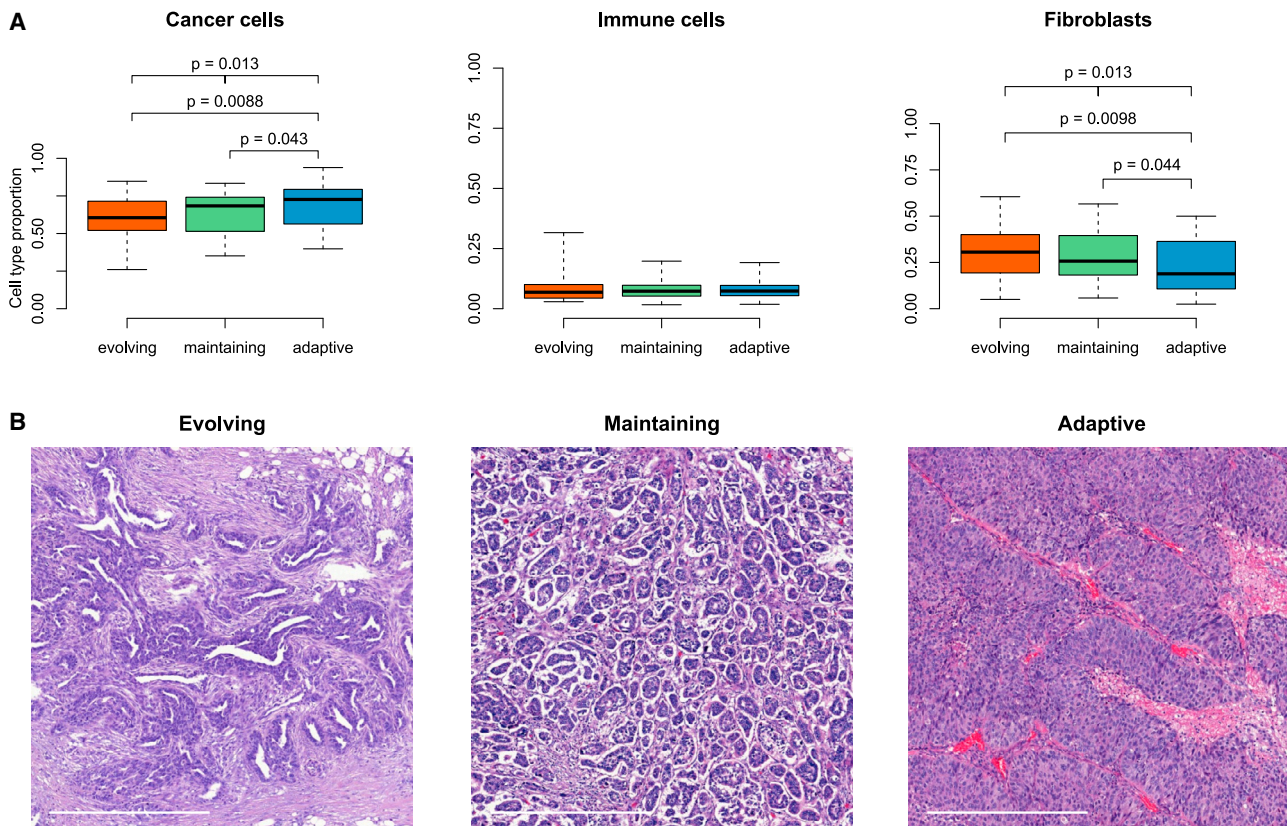 A
Cancer cells
Immune cells
Fibroblasts
p = 0.013
p = 0.0088
p = 0.043
Cell type proportion
0.00
0.50
1.00
evolving maintaining adaptive
0.00
0.25
0.50
0.75
1.00
evolving maintaining adaptive
p = 0.013
p = 0.0098
p = 0.044
0.00
0.25
0.50
0.75
1.00
evolving maintaining adaptive
B
Evolving
Maintaining
Adaptive